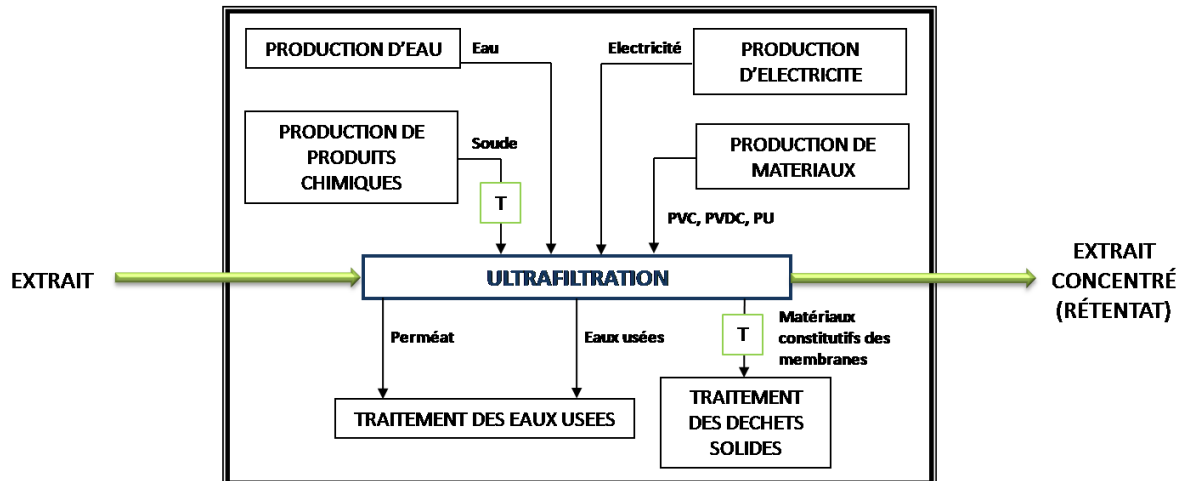 PRODUCTION D'EAU
Eau
Electricité
PRODUCTION
D'ELECTRICITE
PRODUCTION DE
PRODUITS
CHIMIQUES
Soude
T
PRODUCTION DE
MATERIAUX
PVC, PVDC, PU
EXTRAIT
ULTRAFILTRATION
EXTRAIT
CONCENTRÉ
(RÉTENTAT)
Perméat
Eaux usées
T
Matériaux
constitutifs des
membranes
TRAITEMENT DES EAUX USEES
TRAITEMENT
DES DECHETS
SOLIDES